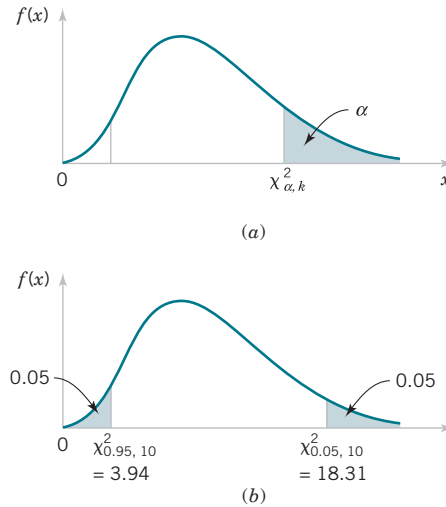 f(x)
α
0
χ²α, k
x
(a)
f(x)
0.05
0.05
0
χ²0.95, 10
= 3.94
χ²0.05, 10
= 18.31
(b)